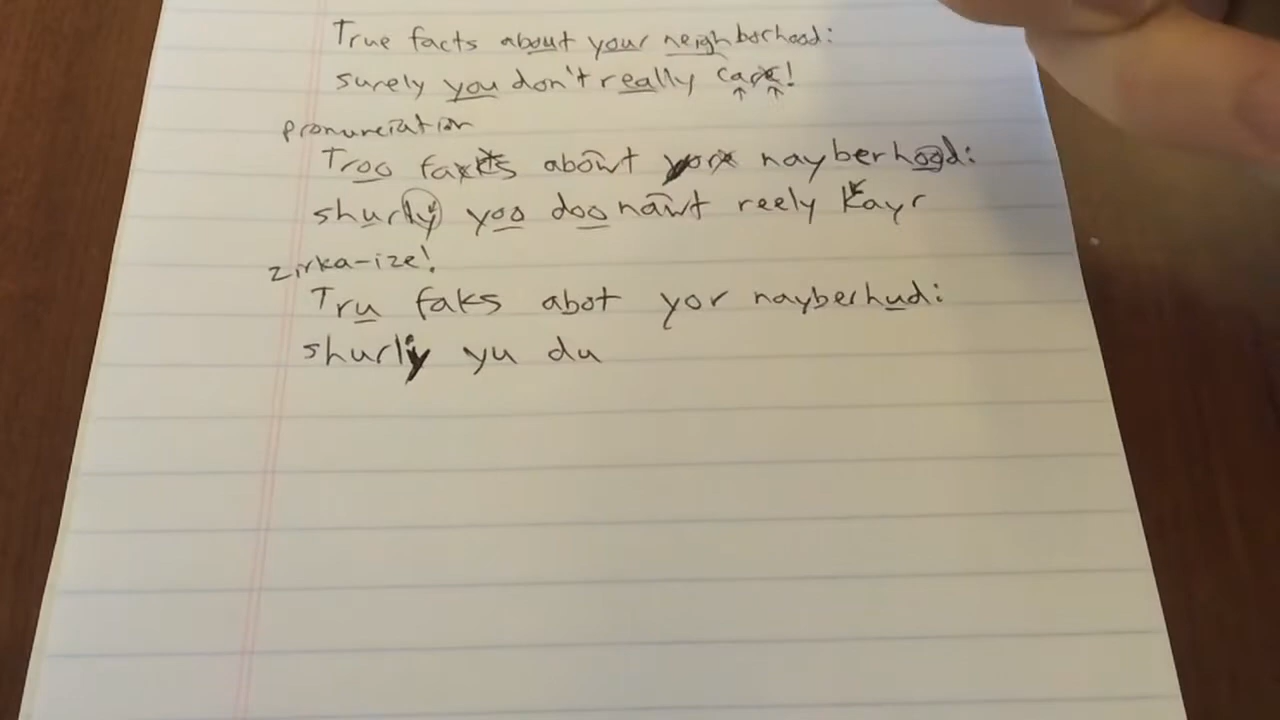 True facts about your neighborhood:
surely you don't really care!
pronunciation
Troo fakts about yor nayberhood:
shurly yoo doo nawt reely Kayr
zirka-ize!
Tru faks abot yor nayberhud:
shurliy yu du